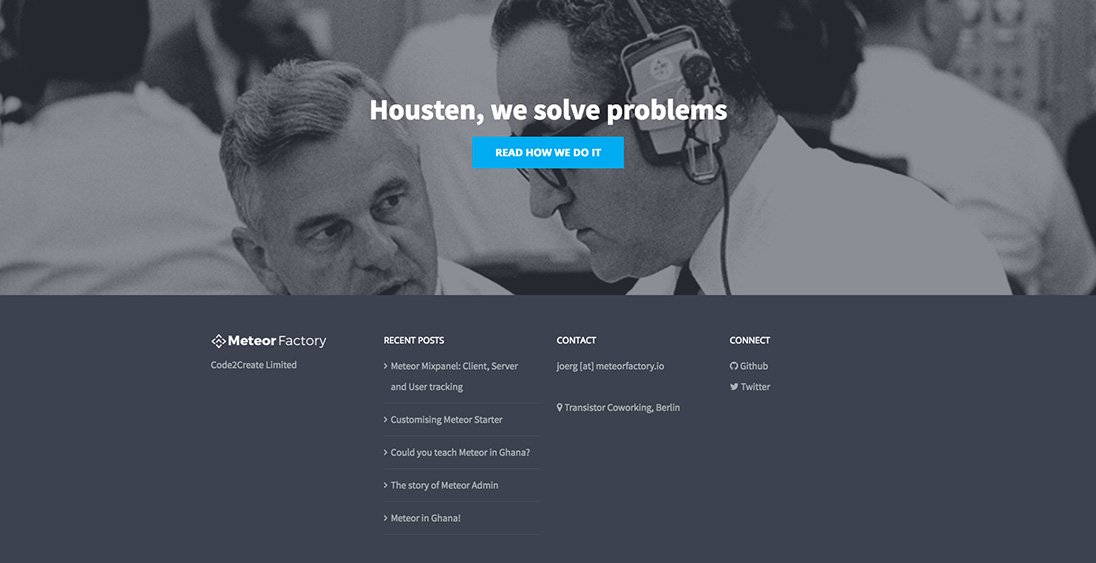 Housten, we solve problems
READ HOW WE DO IT
Meteor Factory
Code2Create Limited
RECENT POSTS
Meteor Mixpanel: Client, Server
and User tracking
Customising Meteor Starter
Could you teach Meteor in Ghana?
The story of Meteor Admin
Meteor in Ghana!
CONTACT
joerg [at] meteorfactory.io
Transistor Coworking, Berlin
CONNECT
Github
Twitter